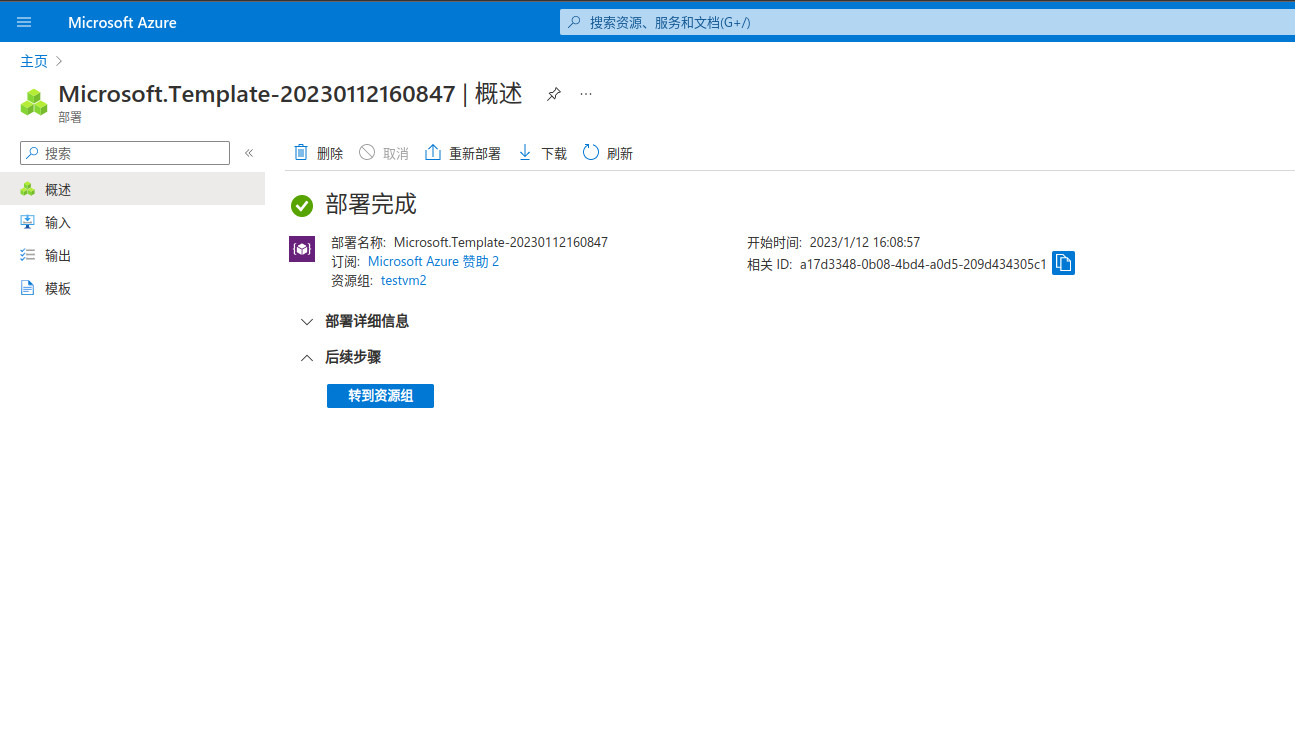 Microsoft Azure
搜索资源、服务和文档(G+/)
主页
Microsoft.Template-20230112160847 | 概述
部署
搜索
«
删除 取消 重新部署 下载 刷新
概述
输入
输出
模板
部署完成
部署名称: Microsoft.Template-20230112160847
订阅: Microsoft Azure 赞助 2
资源组: testvm2
开始时间: 2023/1/12 16:08:57
相关 ID: a17d3348-0b08-4bd4-a0d5-209d434305c1
部署详细信息
后续步骤
转到资源组